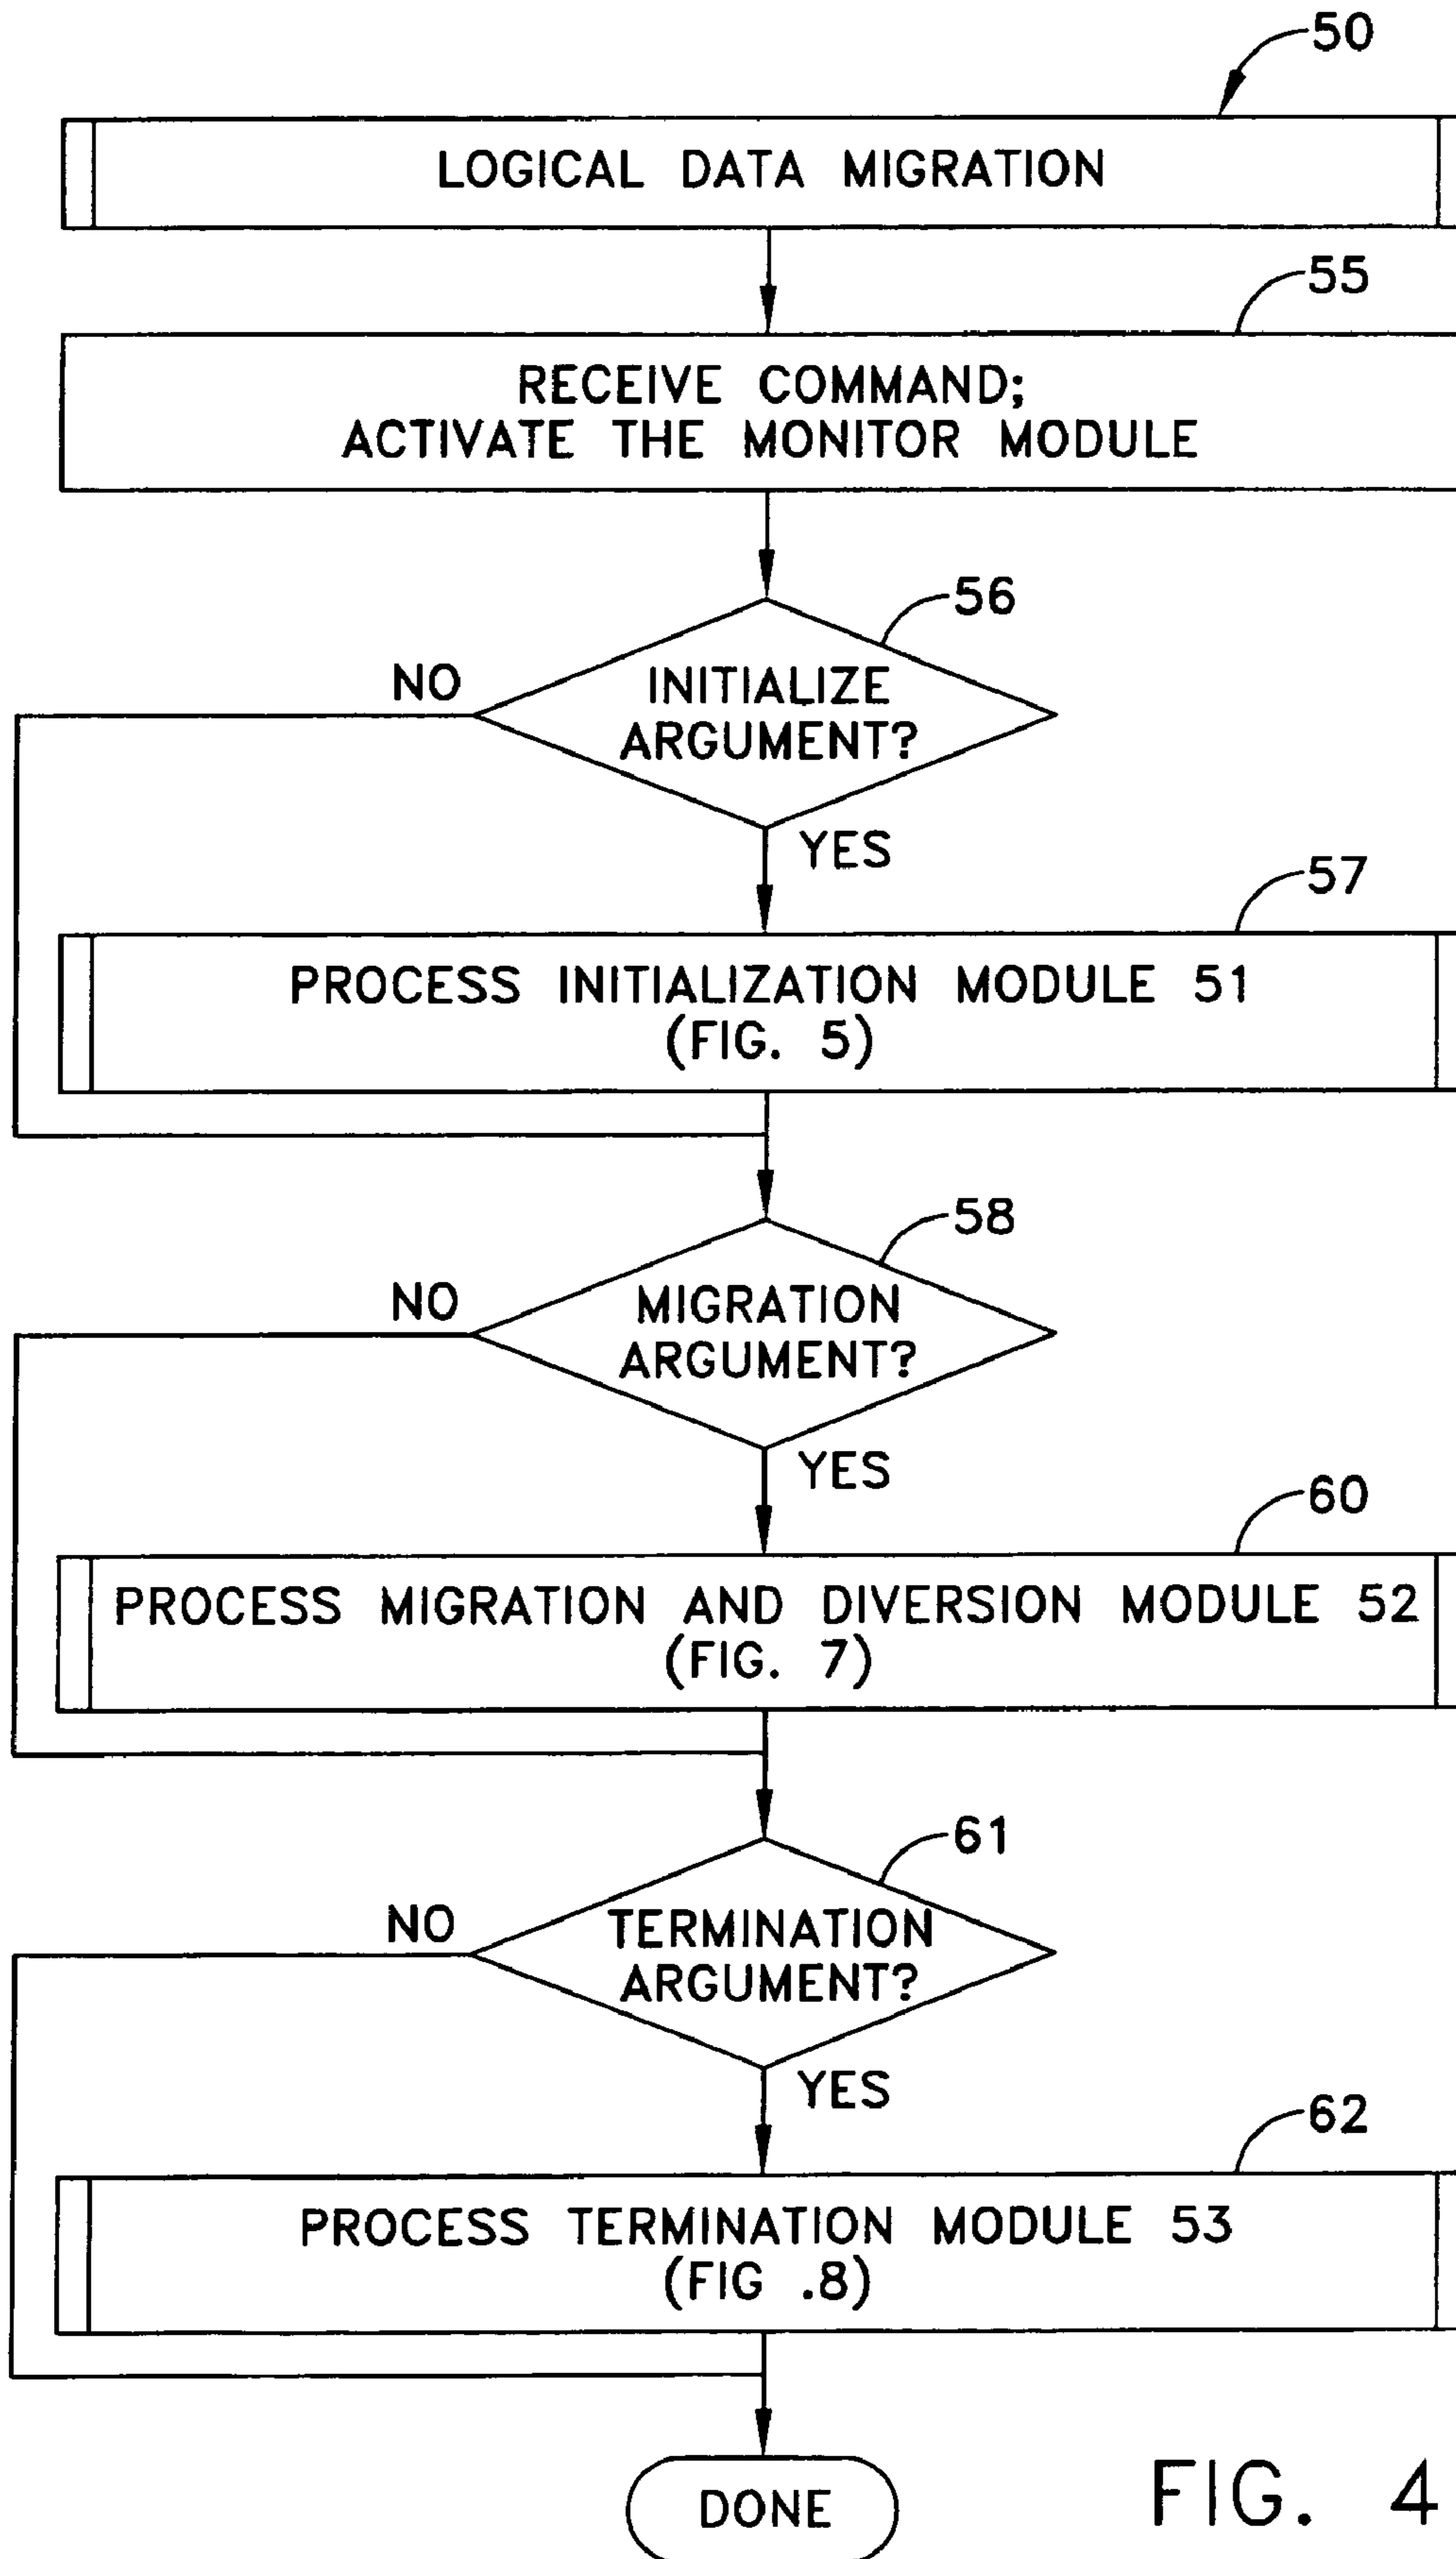 50
LOGICAL DATA MIGRATION
55
RECEIVE COMMAND;
ACTIVATE THE MONITOR MODULE
56
NO
INITIALIZE
ARGUMENT?
YES
57
PROCESS INITIALIZATION MODULE 51
(FIG. 5)
58
NO
MIGRATION
ARGUMENT?
YES
60
PROCESS MIGRATION AND DIVERSION MODULE 52
(FIG. 7)
61
NO
TERMINATION
ARGUMENT?
YES
62
PROCESS TERMINATION MODULE 53
(FIG .8)
DONE
FIG. 4